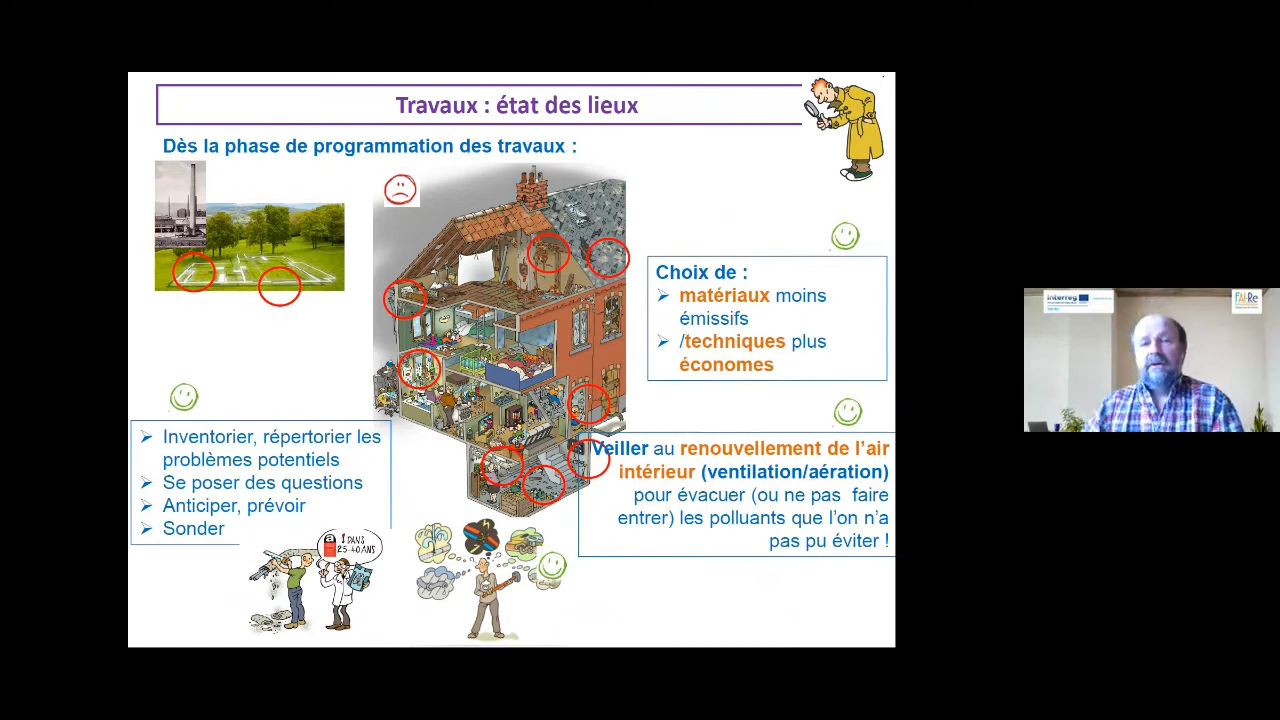 Travaux : état des lieux
Dès la phase de programmation des travaux :
Choix de :
➢ matériaux moins
émissifs
➢ /techniques plus
économes
➢ Inventorier, répertorier les
problèmes potentiels
➢ Se poser des questions
➢ Anticiper, prévoir
➢ Sonder
Veiller au renouvellement de l’air
intérieur (ventilation/aération)
pour évacuer (ou ne pas faire
entrer) les polluants que l’on n’a
pas pu éviter !
a ! DANS
25-40 ANS
Interreg
FAI Re